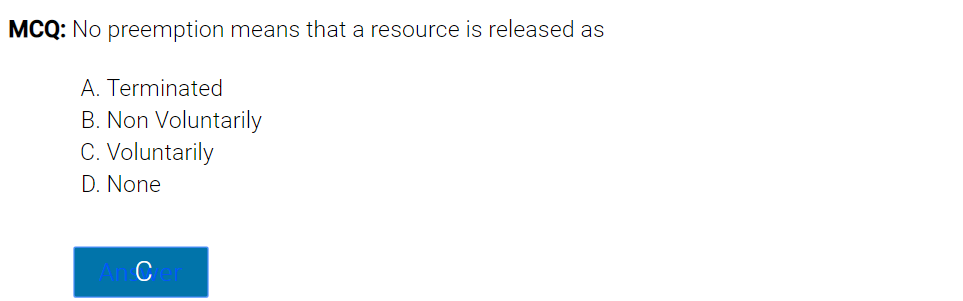 MCQ: No preemption means that a resource is released as
A. Terminated
B. Non Voluntarily
C. Voluntarily
D. None
Answer
C